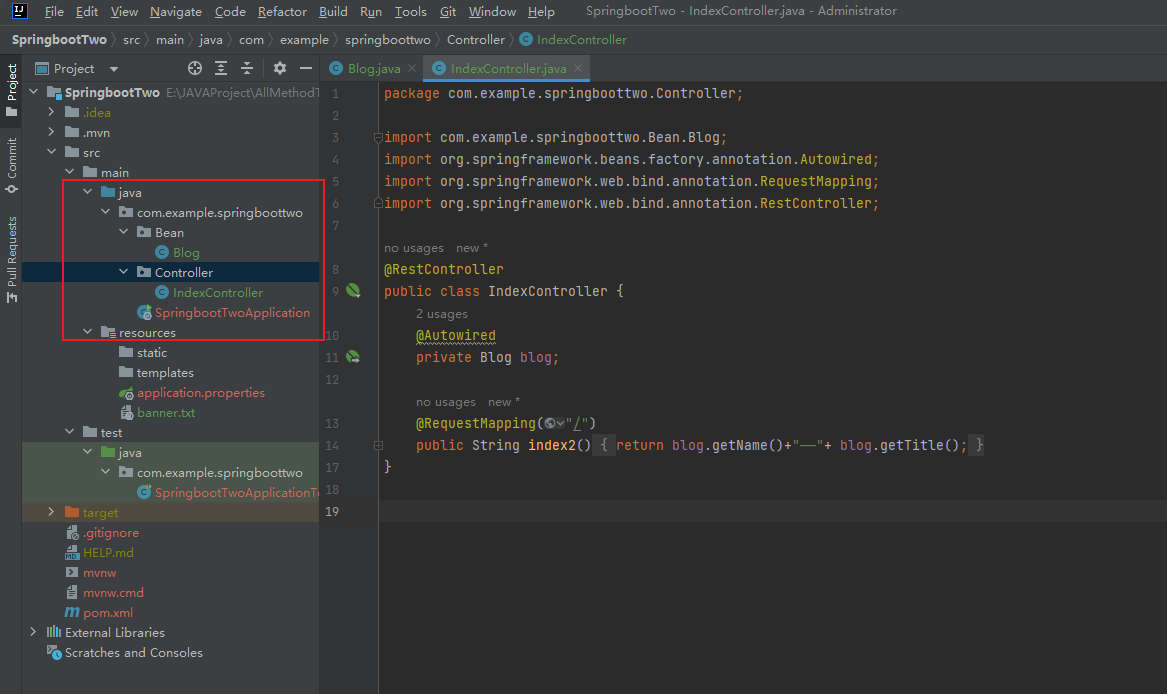 File Edit View Navigate Code Refactor Build Run Tools Git Window Help SpringbootTwo - IndexController.java - Administrator
SpringbootTwo src main java com example springboottwo Controller IndexController
Project
Commit
Pull Requests
Project
SpringbootTwo E:\JAVAProject\AllMethodT
.idea
.mvn
src
main
java
com.example.springboottwo
Bean
Blog
Controller
IndexController
SpringbootTwoApplication
resources
static
templates
application.properties
banner.txt
test
java
com.example.springboottwo
SpringbootTwoApplicationTe
target
.gitignore
HELP.md
mvnw
mvnw.cmd
pom.xml
External Libraries
Scratches and Consoles
Blog.java IndexController.java
1 package com.example.springboottwo.Controller;
2
3 import com.example.springboottwo.Bean.Blog;
4 import org.springframework.beans.factory.annotation.Autowired;
5 import org.springframework.web.bind.annotation.RequestMapping;
6 import org.springframework.web.bind.annotation.RestController;
7
no usages new *
8 @RestController
9 public class IndexController {
2 usages
10 @Autowired
11 private Blog blog;
12
no usages new *
13 @RequestMapping("/")
14 public String index2() { return blog.getName()+"——"+ blog.getTitle(); }
17 }
18
19